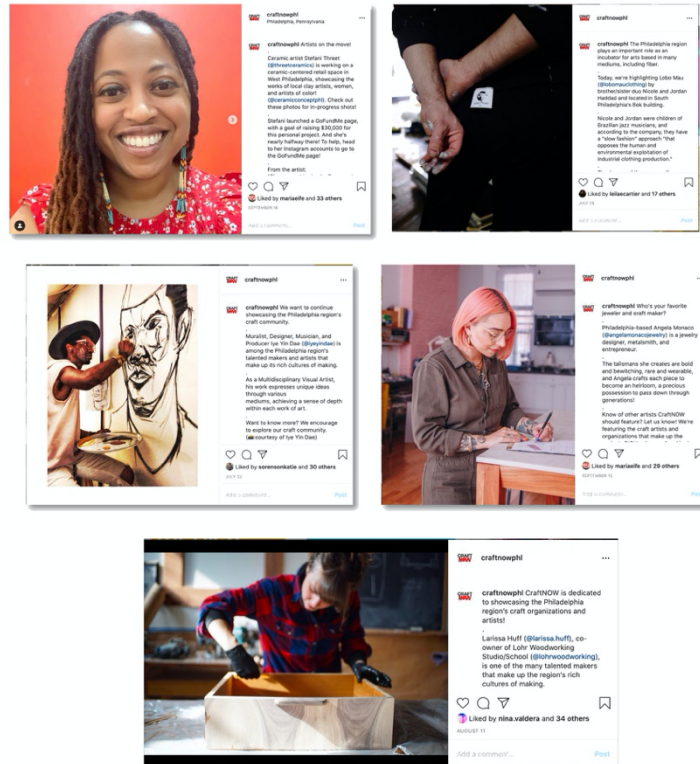 craftnowphl
Philadelphia, Pennsylvania
craftnowphl Artists on the move!
Ceramic artist Stefani Threet
(@threetceramics) is working on a
ceramic-centered retail space in
West Philadelphia, showcasing the
works of local clay artists, women,
and artists of color!
(@ceramicconceptphl). Check out
these photos for in-progress shots!
Stefani launched a GoFundMe page,
with a goal of raising $30,000 for
this personal project. And she's
nearly halfway there! To help, head
to her Instagram accounts to go to
the GoFundMe page!
From the artist:
Liked by mariaelfe and 33 others
Post
craftnowphl
craftnowphl The Philadelphia region
plays an important role as an
incubator for arts based in many
mediums, including fiber.
Today, we're highlighting Lobo Mau
(@lobomauclothing) by
brother/sister duo Nicole and Jordan
Haddad and located in South
Philadelphia's Bok building.
Nicole and Jordan were children of
Brazilian jazz musicians, and
according to the company, they have
a "slow fashion" approach "that
opposes the human and
environmental exploitation of
industrial clothing production."
Liked by leilaecartier and 17 others
Post
CRAFT
NOW
craftnowphl
CRAFT
NOW
craftnowphl We want to continue
showcasing the Philadelphia region's
craft community.
Muralist, Designer, Musician, and
Producer Iye Yin Dae (@iyeyindae) is
among the Philadelphia region's
talented makers and artists that
make up its rich cultures of making.
As a Multidisciplinary Visual Artist,
his work expresses unique ideas
through various
mediums, achieving a sense of depth
within each work of art.
Want to know more? We encourage
to explore our craft community.
(📷courtesy of Iye Yin Dae)
Liked by sorensonkatie and 30 others
Add a comment...
Post
craftnowphl
craftnowphl Who's your favorite
jeweler and craft maker?
Philadelphia-based Angela Monaco
(@angelamonacojewelry) is a jewelry
designer, metalsmith, and
entrepreneur.
The talismans she creates are bold
and bewitching, rare and wearable,
and Angela crafts each piece to
become an heirloom, a precious
possession to pass down through
generations!
Know of other artists CraftNOW
should feature? Let us know! We're
featuring the craft artists and
organizations that make up the
Liked by mariaelfe and 29 others
Add a comment...
CRAFT
NOW
craftnowphl
CRAFT
NOW
craftnowphl CraftNOW is dedicated
to showcasing the Philadelphia
region's craft organizations and
artists!
Larissa Huff (@larissa.huff), co-
owner of Lohr Woodworking
Studio/School (@lohrwoodworking),
is one of the many talented makers
that make up the region's rich
cultures of making.
Liked by nina.valdera and 34 others
AUGUST 11
Add a comment...
Post